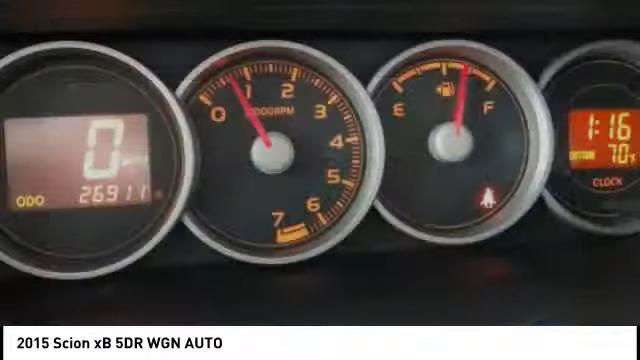 0
ODO 26911
0 1 2 3 4 5 6 7
E F
1:16
70
CLOCK
2015 Scion xB 5DR WGN AUTO